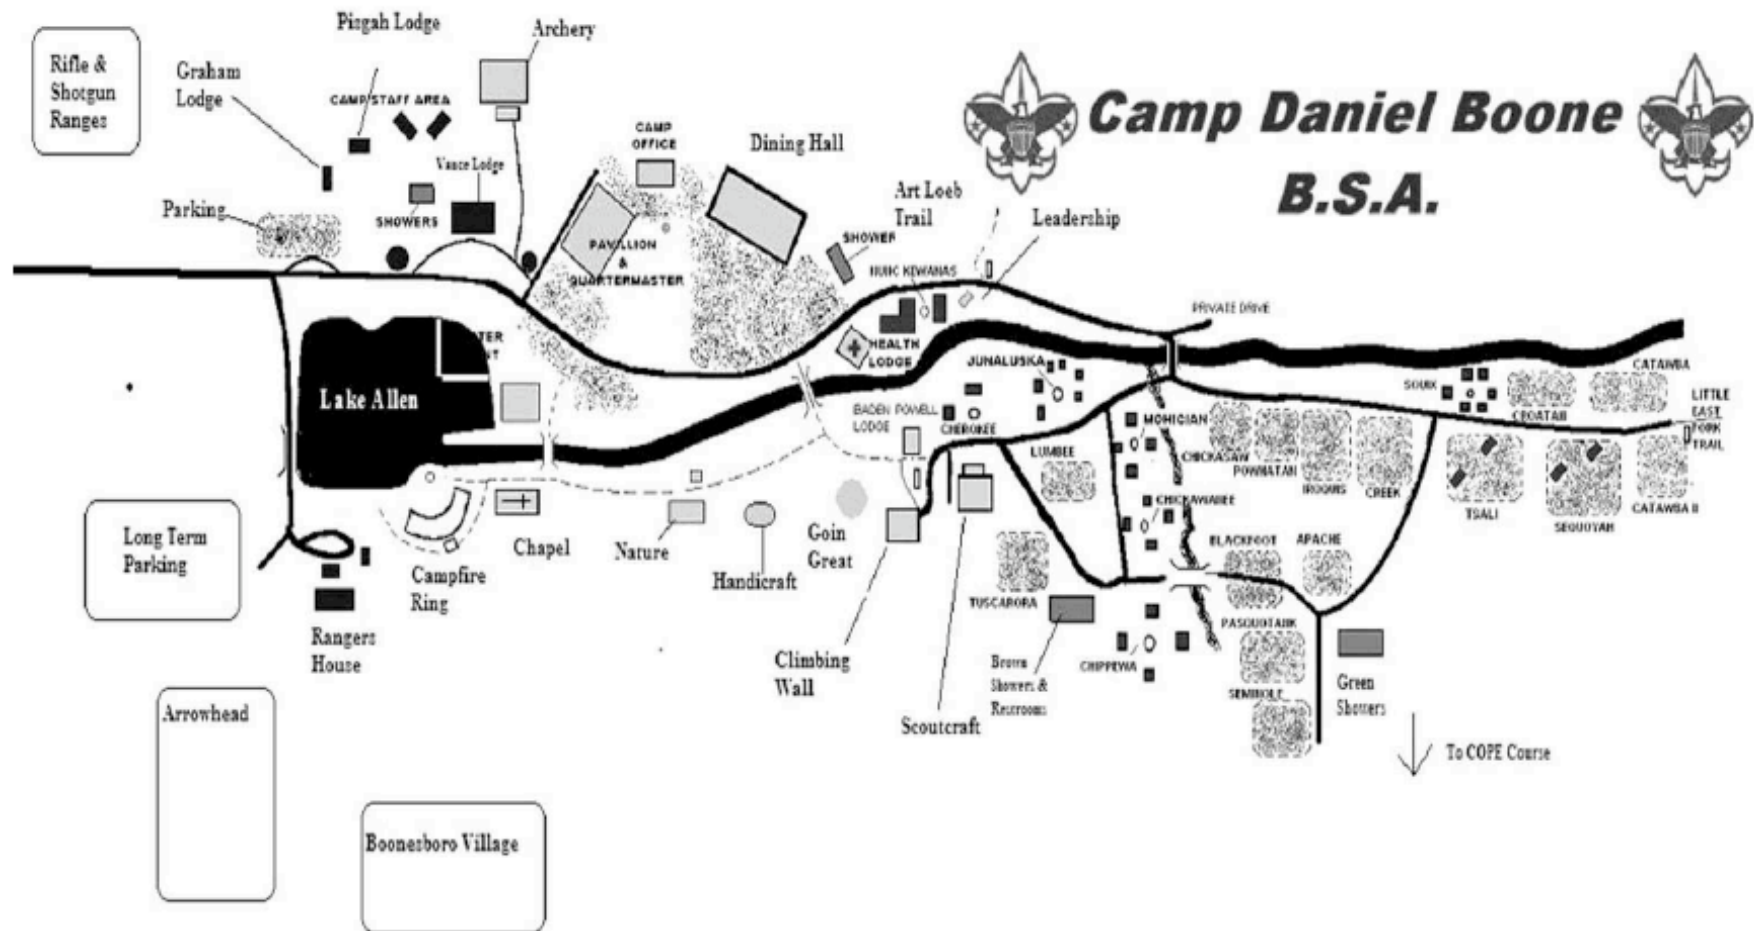 Pisgah Lodge
Archery
Rifle &
Shotgun
Ranges
Graham
Lodge
CAMP STAFF AREA
CAMP
OFFICE
Dining Hall
Camp Daniel Boone
B.S.A.
Vance Lodge
Parking
SHOWERS
Art Loeb
Trail
Leadership
SHOWER
PAVILLION
&
QUARTERMASTER
KIWANAS
PRIVATE DRIVE
HEALTH
LODGE
JUNALUSKA
Lake Allen
BADEN POWELL
LODGE
CHEROKEE
MOHICIAN
LUMBEE
CHICKASAW
POWHATAN
IROQUIS
CREEK
SOUIX
CROATAN
CATAWBA
LITTLE
EAST
FORK
TRAIL
TSALI
SEQUOYAH
CATAWBA II
Long Term
Parking
Campfire
Ring
Chapel
Nature
Handicraft
Goin
Great
CHICKAWANEE
BLACKFOOT
APACHE
TUSCARORA
PASQUOTANK
CHIPPEWA
SEMINOLE
Rangers
House
Climbing
Wall
Scoutcraft
Brown
Showers &
Restrooms
Green
Showers
To COPE Course
Arrowhead
Boonesboro Village